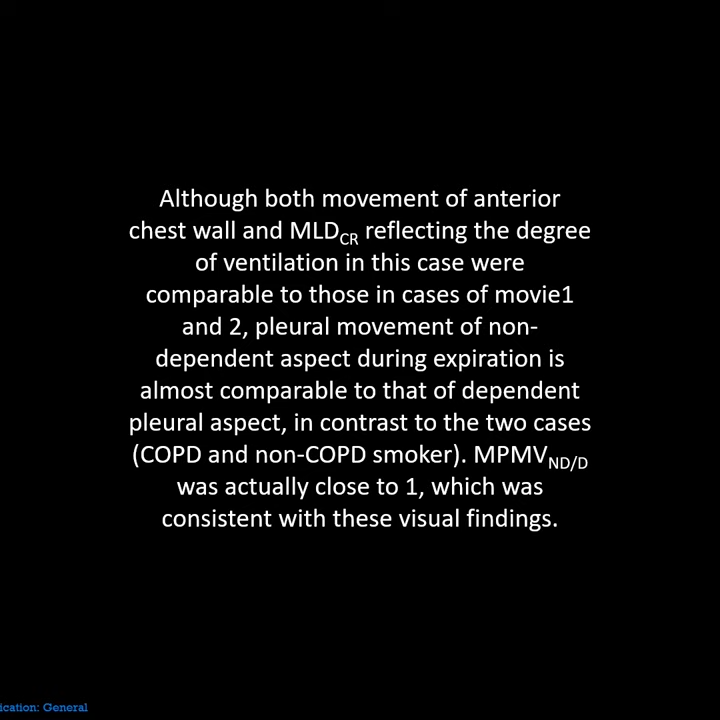 Although both movement of anterior
chest wall and MLDCR reflecting the degree
of ventilation in this case were
comparable to those in cases of movie1
and 2, pleural movement of non-
dependent aspect during expiration is
almost comparable to that of dependent
pleural aspect, in contrast to the two cases
(COPD and non-COPD smoker). MPMVND/D
was actually close to 1, which was
consistent with these visual findings.
ication: General